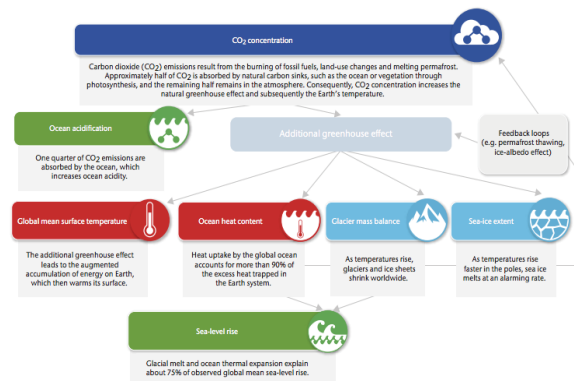 CO2 concentration
Carbon dioxide (CO2) emissions result from the burning of fossil fuels, land-use changes and melting permafrost.
Approximately half of CO2 is absorbed by natural carbon sinks, such as the ocean or vegetation through
photosynthesis, and the remaining half remains in the atmosphere. Consequently, CO2 concentration increases the
natural greenhouse effect and subsequently the Earth's temperature.
Ocean acidification
One quarter of CO2 emissions are
absorbed by the ocean, which
increases ocean acidity.
Additional greenhouse effect
Feedback loops
(e.g. permafrost thawing,
ice-albedo effect)
Global mean surface temperature
The additional greenhouse effect
leads to the augmented
accumulation of energy on Earth,
which then warms its surface.
Ocean heat content
Heat uptake by the global ocean
accounts for more than 90% of
the excess heat trapped in
the Earth system.
Glacier mass balance
As temperatures rise,
glaciers and ice sheets
shrink worldwide.
Sea-ice extent
As temperatures rise
faster in the poles, sea ice
melts at an alarming rate.
Sea-level rise
Glacial melt and ocean thermal expansion explain
about 75% of observed global mean sea-level rise.